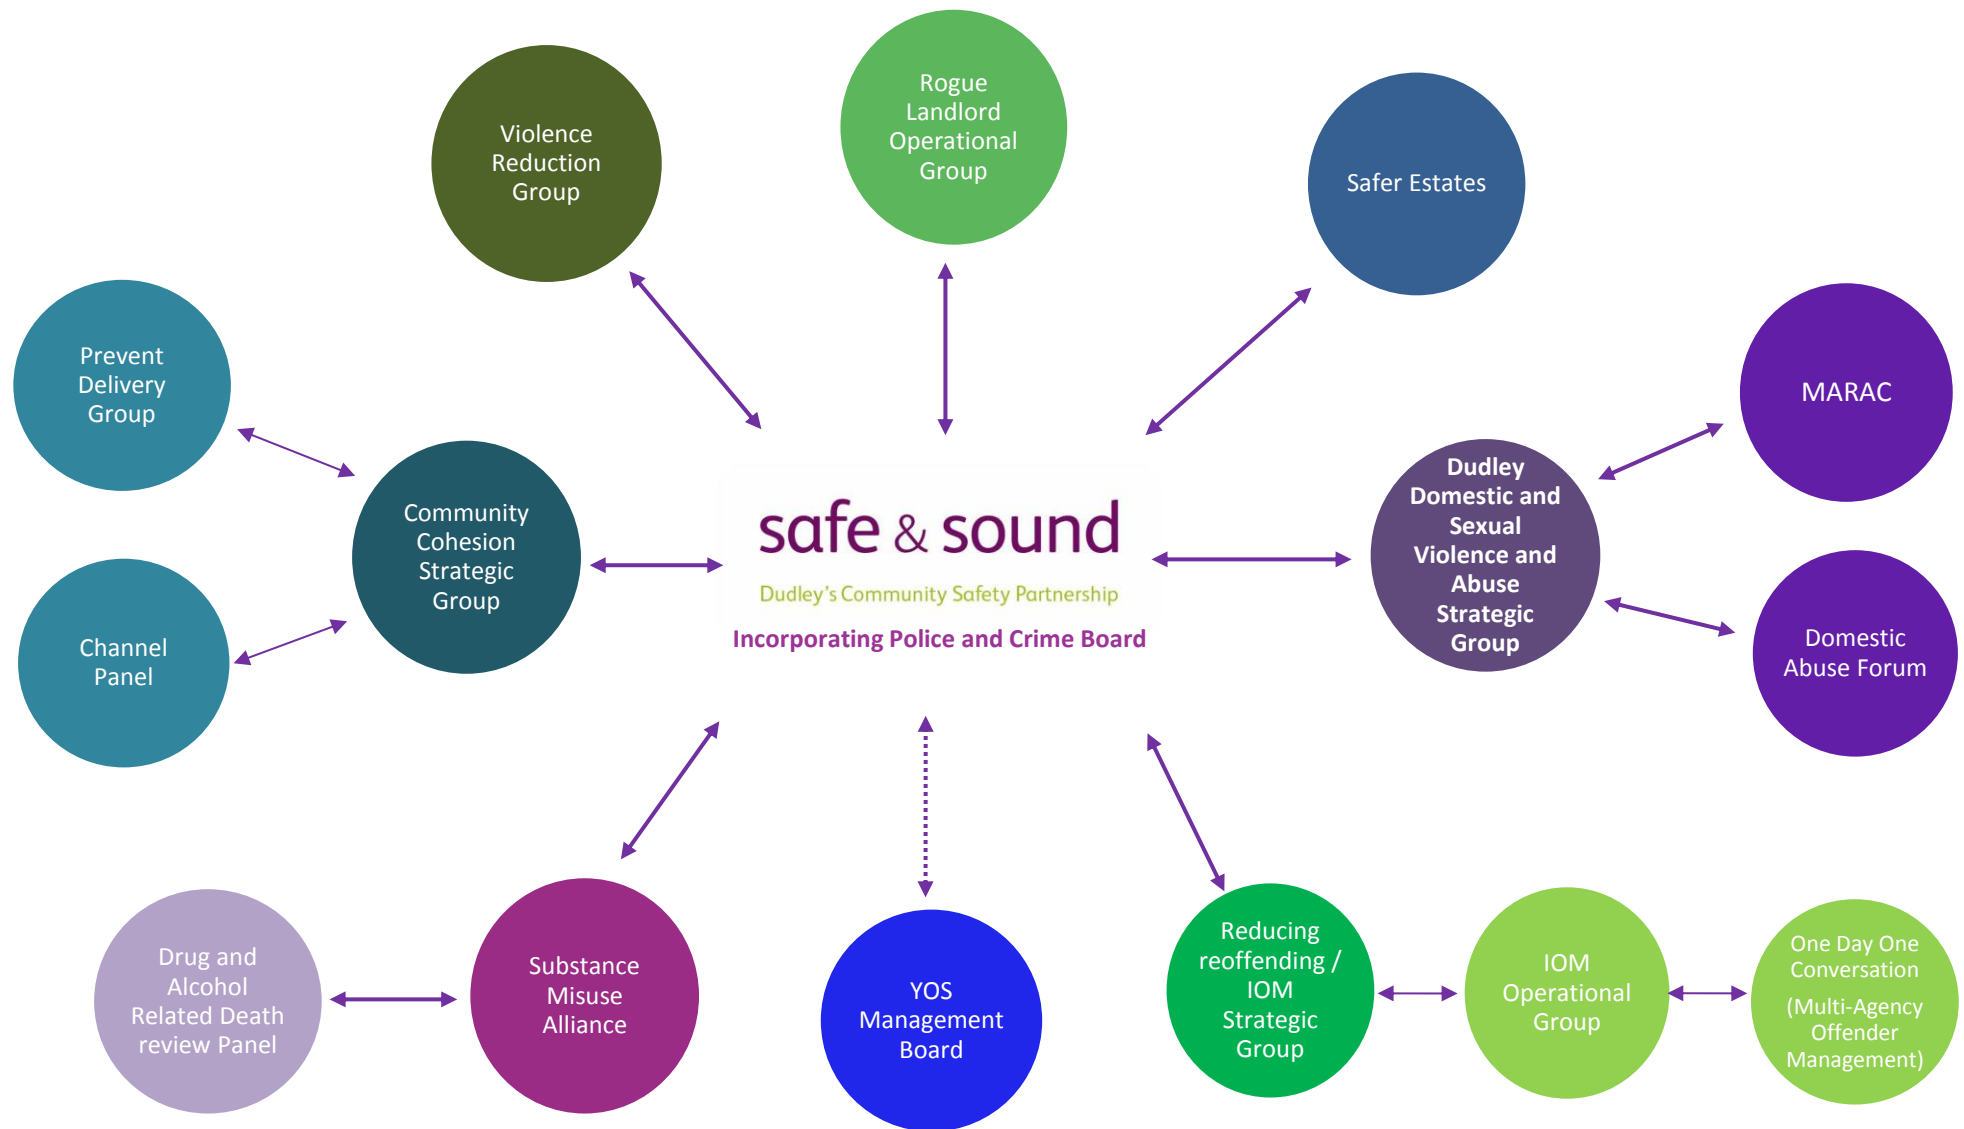 Violence
Reduction
Group
Rogue
Landlord
Operational
Group
Safer Estates
Prevent
Delivery
Group
MARAC
Community
Cohesion
Strategic
Group
safe & sound
Dudley's Community Safety Partnership
Incorporating Police and Crime Board
Dudley
Domestic and
Sexual
Violence and
Abuse
Strategic
Group
Channel
Panel
Domestic
Abuse Forum
Drug and
Alcohol
Related Death
review Panel
Substance
Misuse
Alliance
YOS
Management
Board
Reducing
reoffending /
IOM
Strategic
Group
IOM
Operational
Group
One Day One
Conversation
(Multi-Agency
Offender
Management)